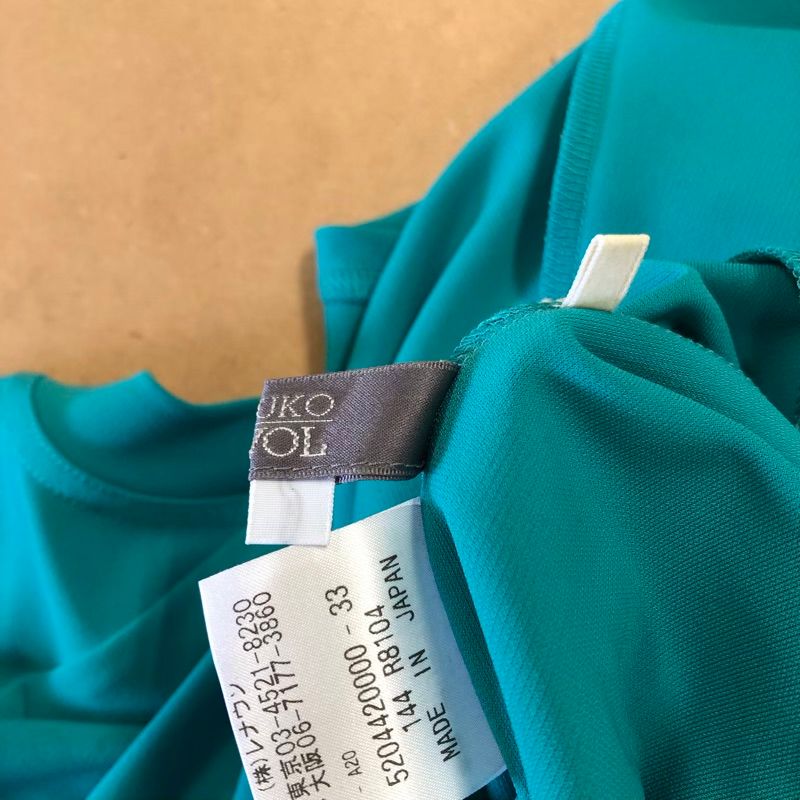 UKO
VOL
(株)レナウン
東京03-4521-8230
大阪06-7177-3860
- A20
5204420000 - 33
144 R8104
MADE IN JAPAN